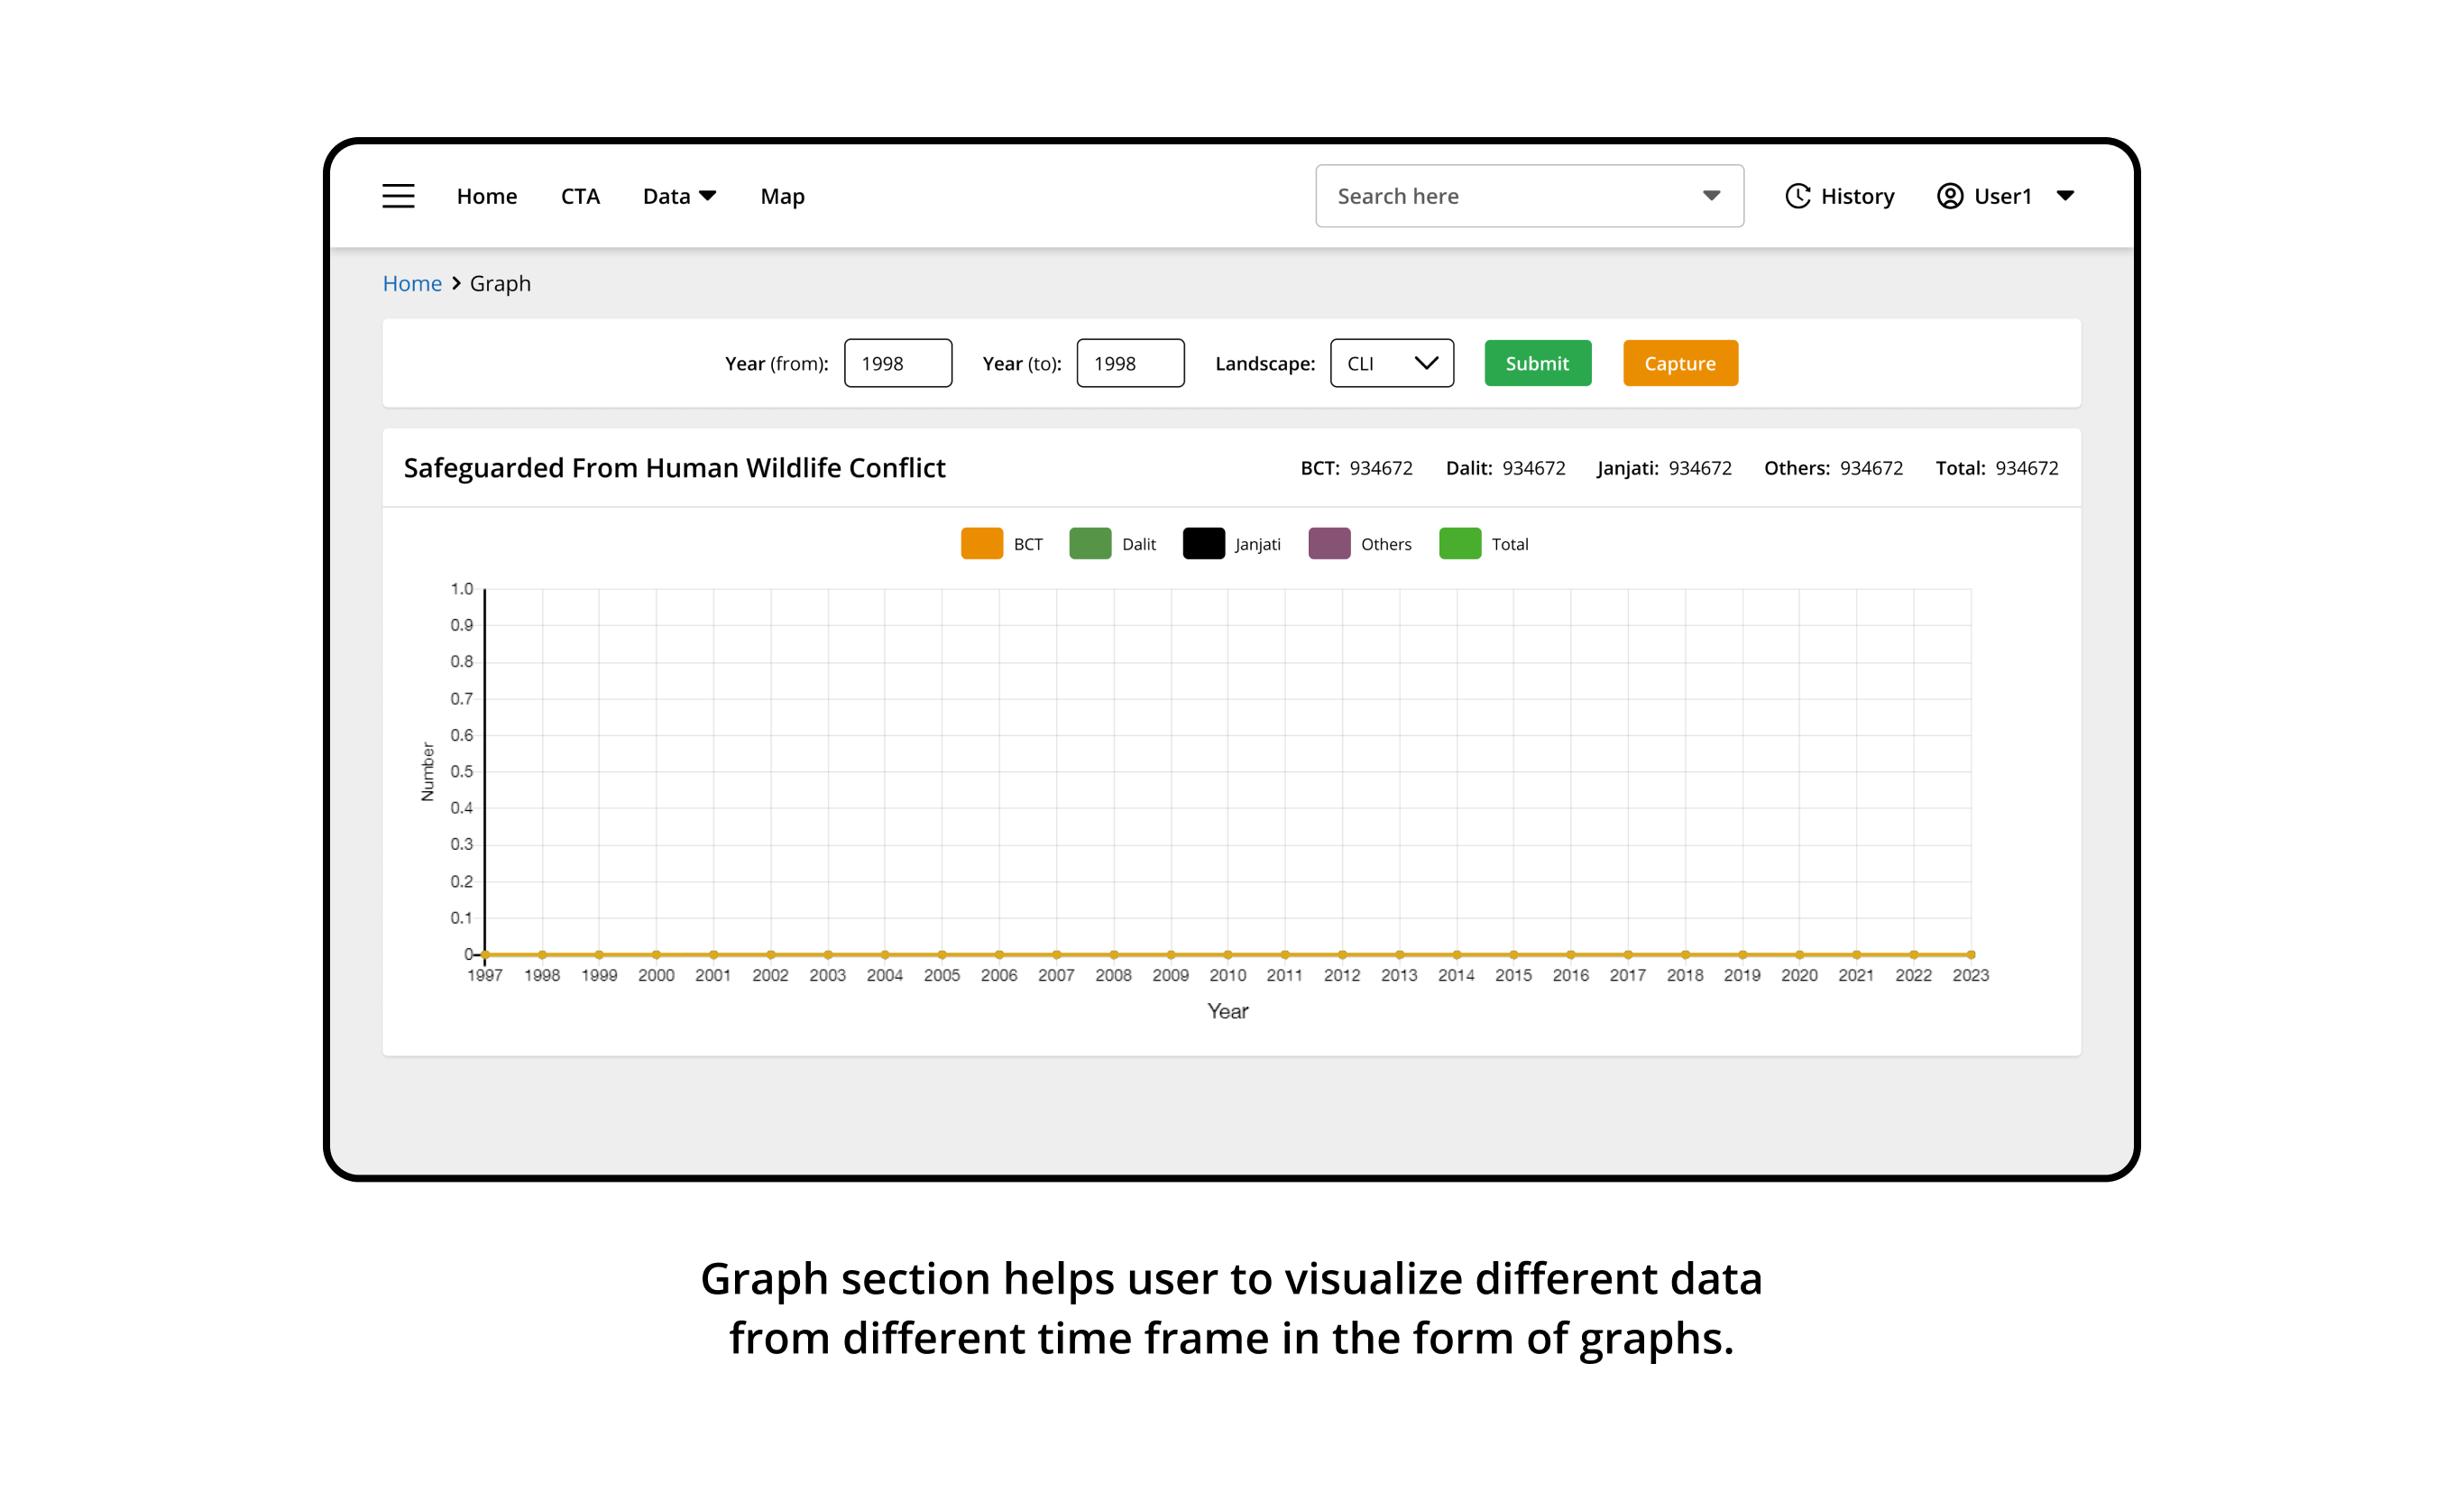 Home CTA Data Map Search here History User1
Home > Graph
Year (from): 1998 Year (to): 1998 Landscape: CLI Submit Capture
Safeguarded From Human Wildlife Conflict BCT: 934672 Dalit: 934672 Janjati: 934672 Others: 934672 Total: 934672
BCT Dalit Janjati Others Total
1.0
0.9
0.8
0.7
0.6
0.5
0.4
0.3
0.2
0.1
0
Number
1997 1998 1999 2000 2001 2002 2003 2004 2005 2006 2007 2008 2009 2010 2011 2012 2013 2014 2015 2016 2017 2018 2019 2020 2021 2022 2023
Year
Graph section helps user to visualize different data
from different time frame in the form of graphs.